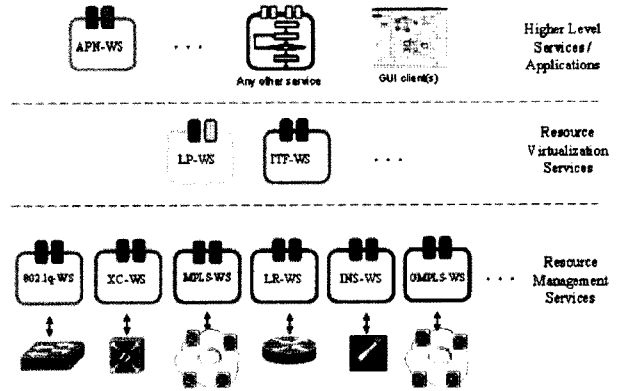 APN-WS
. . .
Any other service
GUI client(s)
Higher Level
Services /
Applications
LP-WS
ITF-WS
. . .
Resource
Virtualization
Services
802.1q-WS
XC-WS
MPLS-WS
LR-WS
INS-WS
GMPLS-WS
. . .
Resource
Management
Services